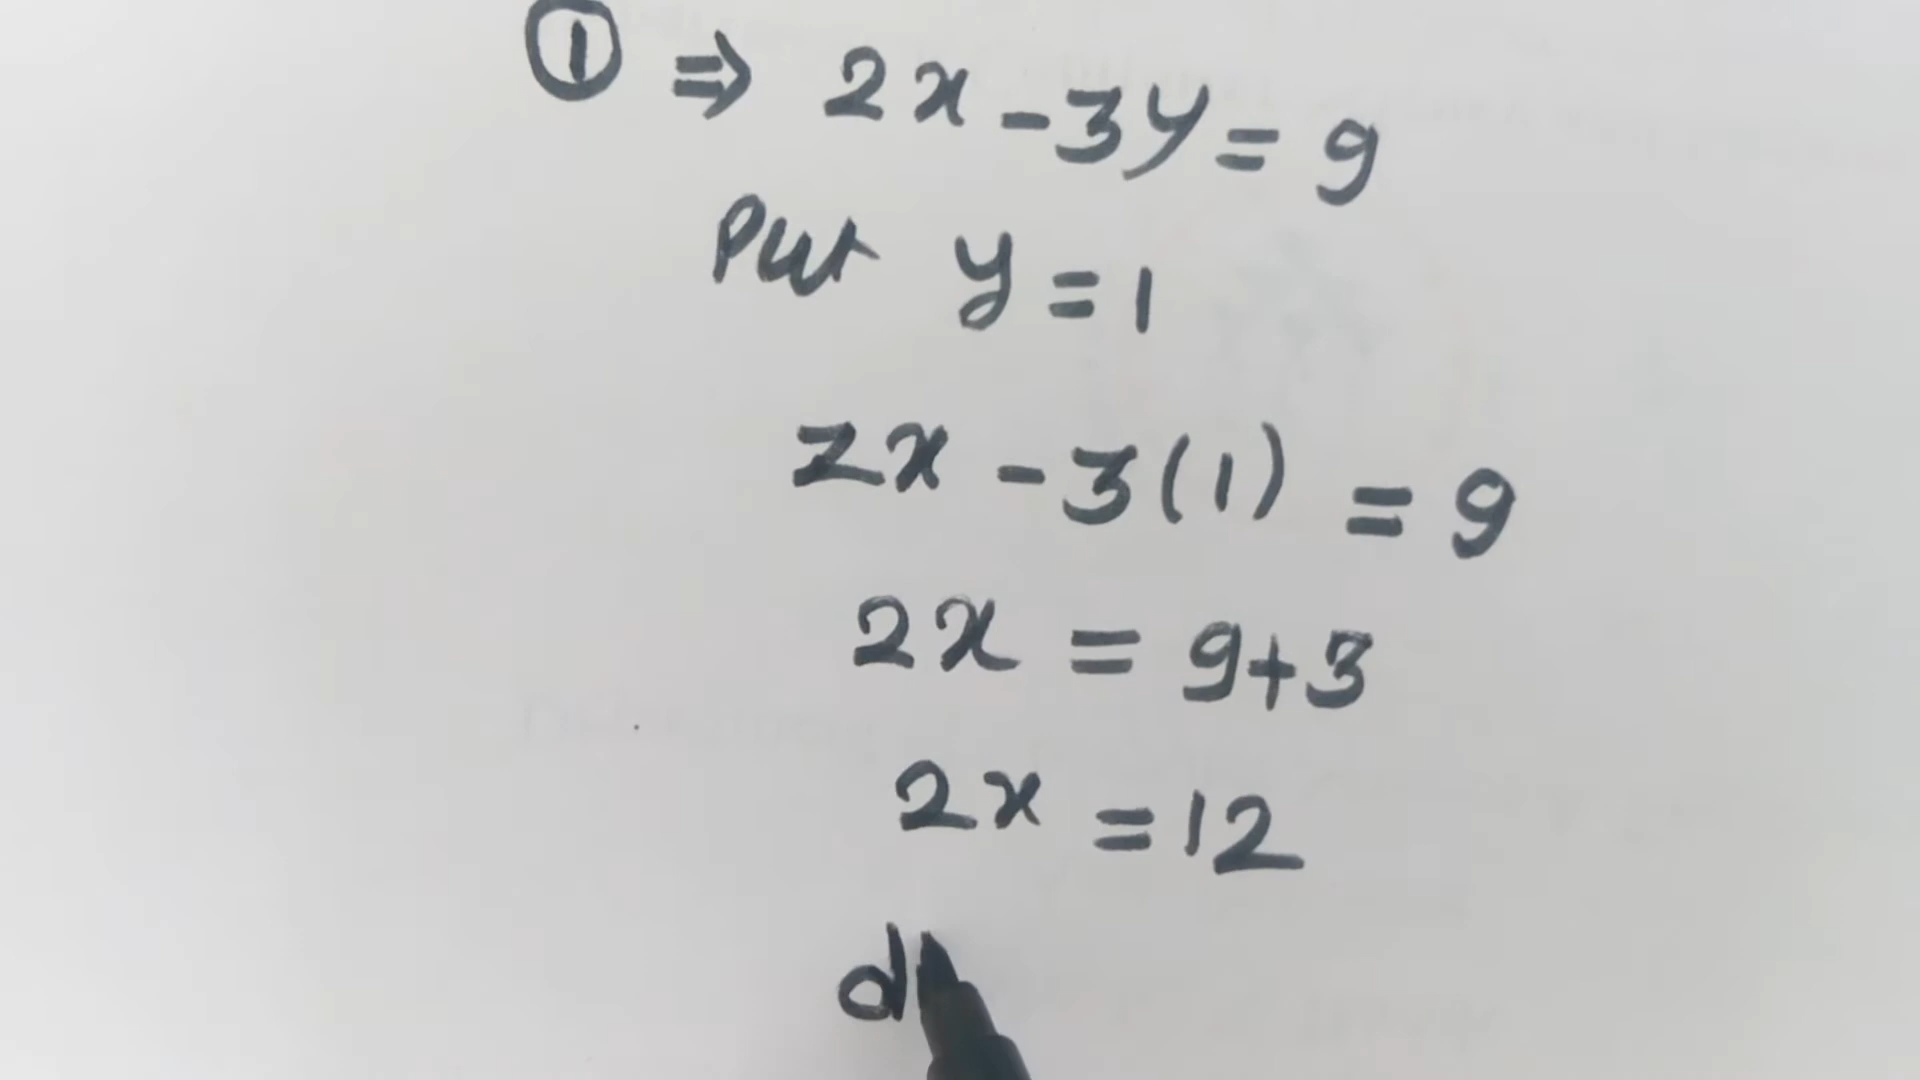 ① ⇒ 2x - 3y = 9
Put y = 1
2x - 3(1) = 9
2x = 9+3
2x = 12
d